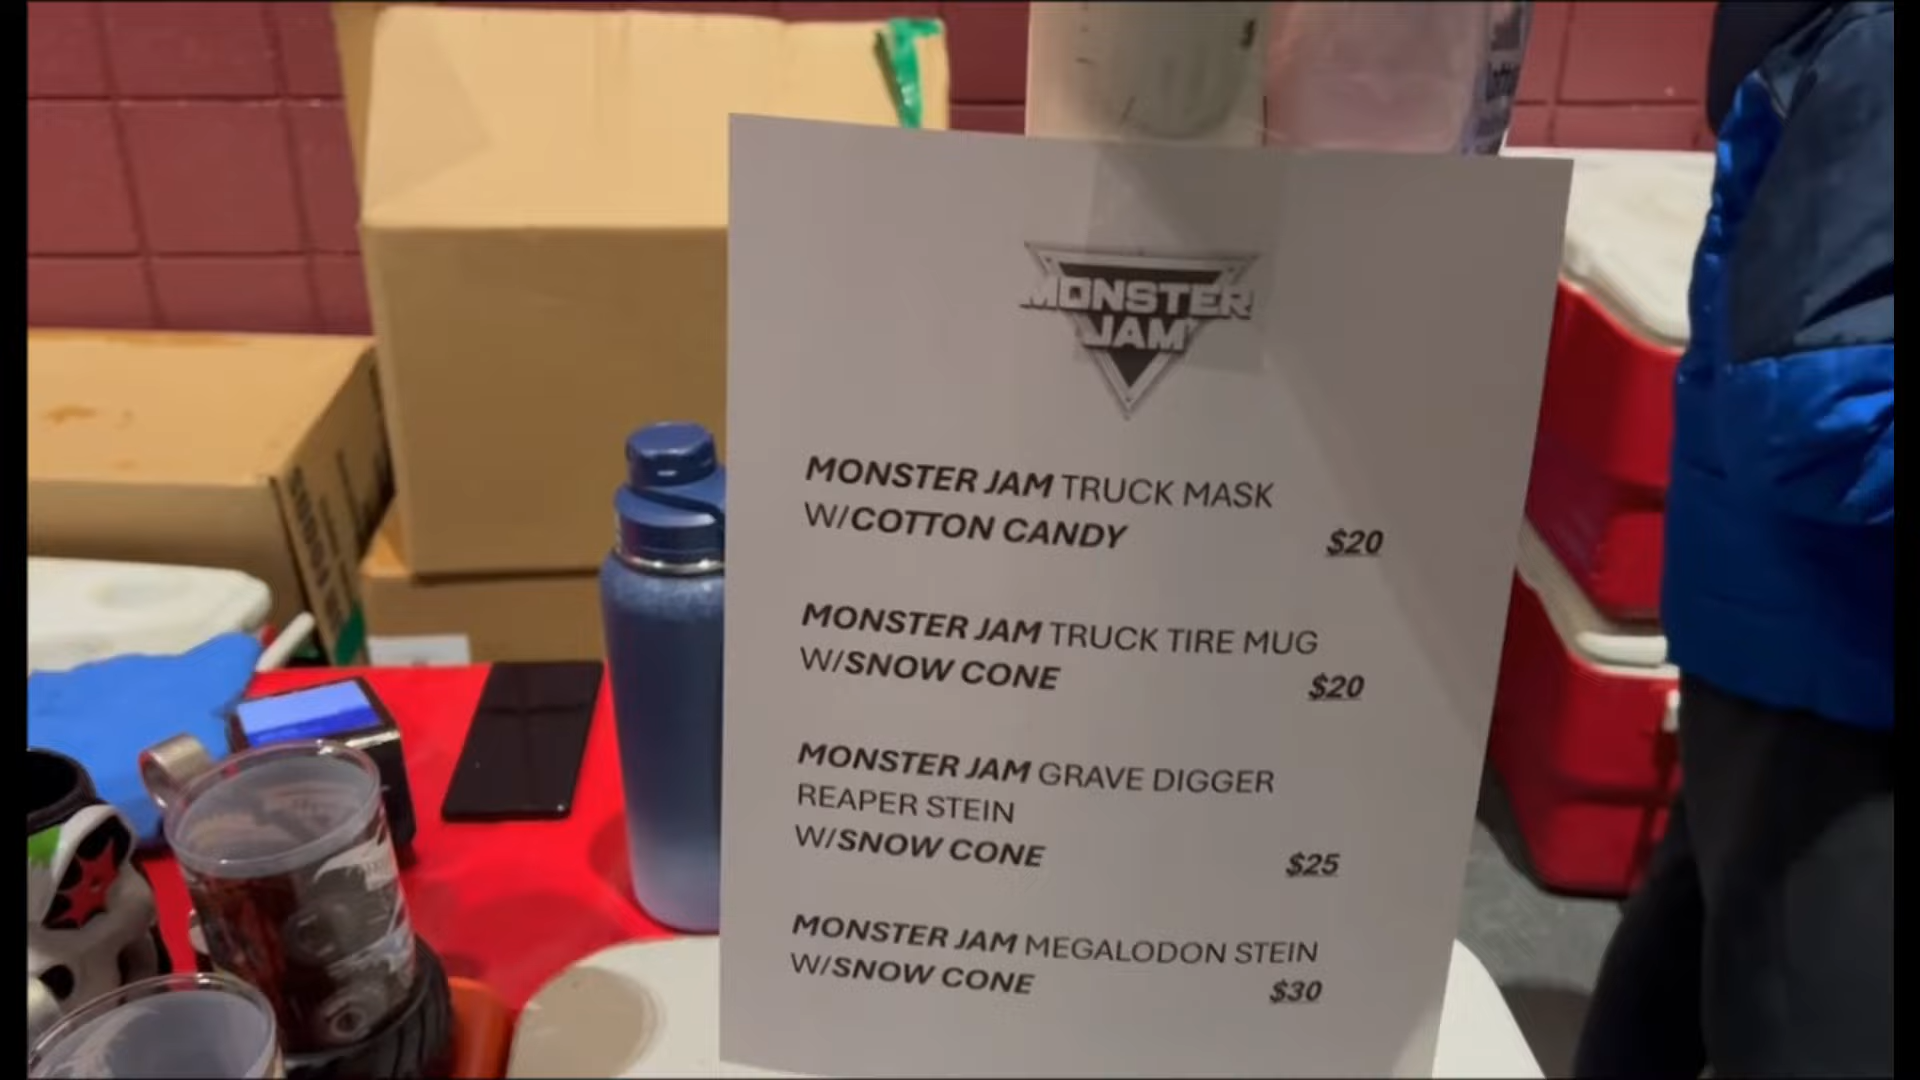 MONSTER
JAM
MONSTER JAM TRUCK MASK
W/COTTON CANDY $20
MONSTER JAM TRUCK TIRE MUG
W/SNOW CONE $20
MONSTER JAM GRAVE DIGGER
REAPER STEIN
W/SNOW CONE $25
MONSTER JAM MEGALODON STEIN
W/SNOW CONE $30